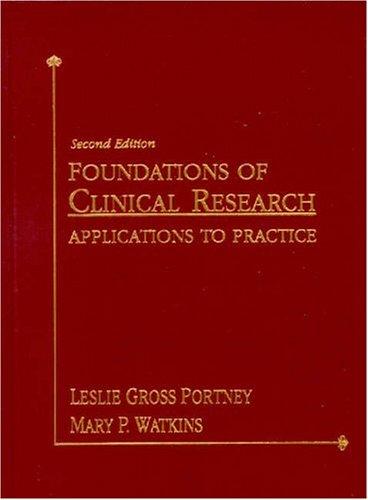 Second Edition
FOUNDATIONS OF
CLINICAL RESEARCH
APPLICATIONS TO PRACTICE
LESLIE GROSS PORTNEY
MARY P. WATKINS